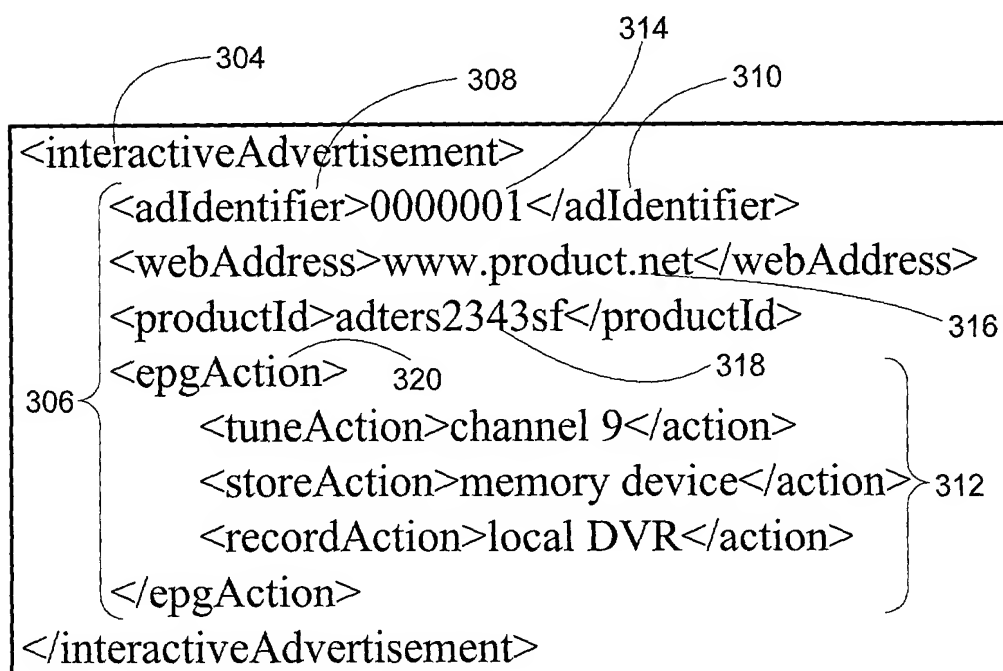 314
304
308
310
<interactiveAdvertisement>
<adIdentifier>0000001</adIdentifier>
<webAddress>www.product.net</webAddress>
<productId>adters2343sf</productId>
316
<epgAction>
320
318
306
<tuneAction>channel 9</action>
<storeAction>memory device</action>
312
<recordAction>local DVR</action>
</epgAction>
</interactiveAdvertisement>